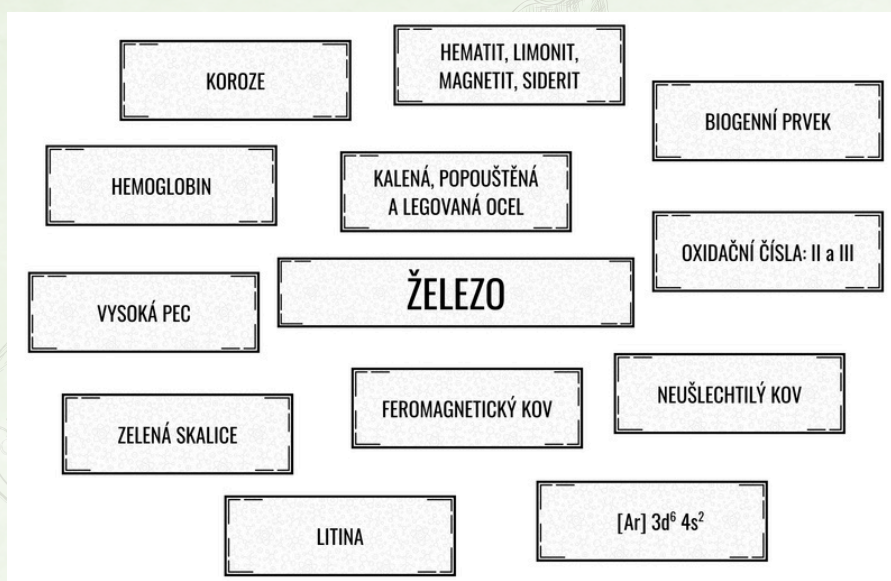 HEMATIT, LIMONIT,
MAGNETIT, SIDERIT
KOROZE
BIOGENNÍ PRVEK
HEMOGLOBIN
KALENÁ, POPOUŠTĚNÁ
A LEGOVANÁ OCEL
OXIDAČNÍ ČÍSLA: II a III
ŽELEZO
VYSOKÁ PEC
NEUŠLECHTILÝ KOV
FEROMAGNETICKÝ KOV
ZELENÁ SKALICE
[Ar] 3d⁶ 4s²
LITINA